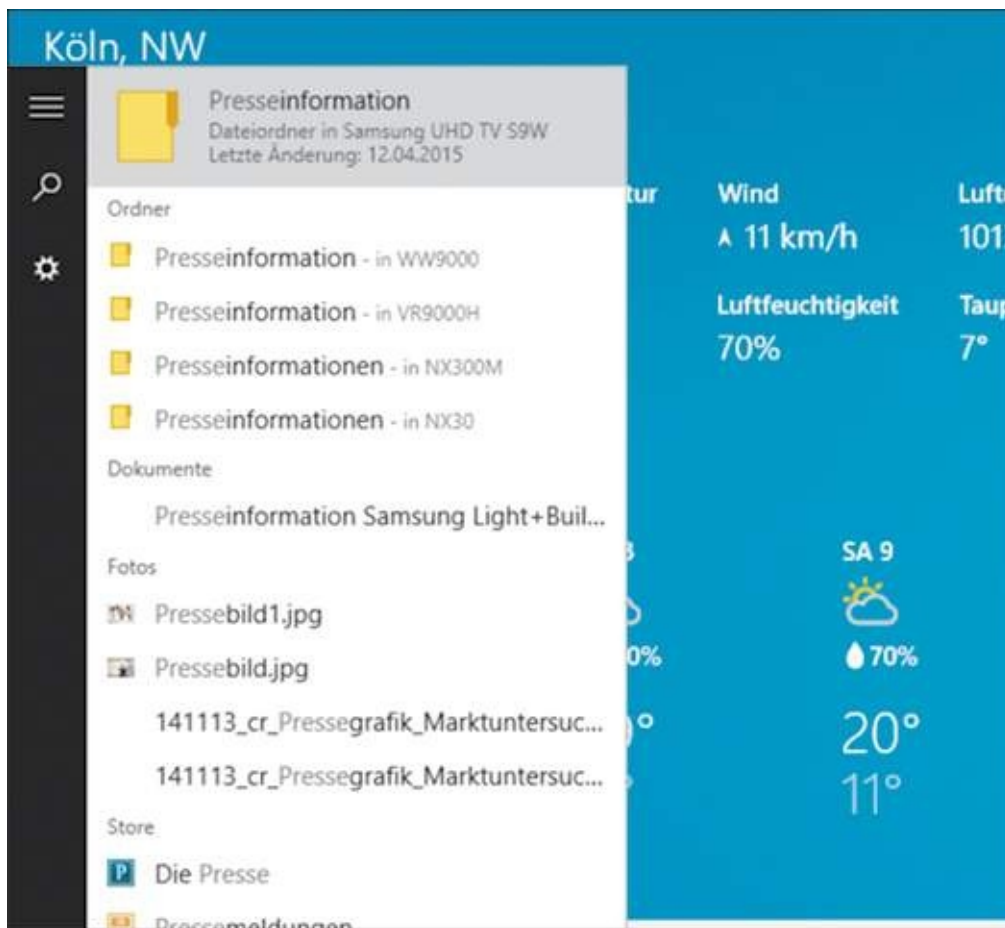 Köln, NW
Presseinformation
Dateiordner in Samsung UHD TV S9W
Letzte Änderung: 12.04.2015
Ordner
Presseinformation - in WW9000
Presseinformation - in VR9000H
Presseinformationen - in NX300M
Presseinformationen - in NX30
Dokumente
Presseinformation Samsung Light+Buil...
Fotos
Pressebild1.jpg
Pressebild.jpg
141113_cr_Pressegrafik_Marktuntersuc...
141113_cr_Pressegrafik_Marktuntersuc...
Store
Die Presse
Pressemeldungen
Wind
11 km/h
101
Luftfeuchtigkeit
70%
7°
SA 9
70%
20°
11°